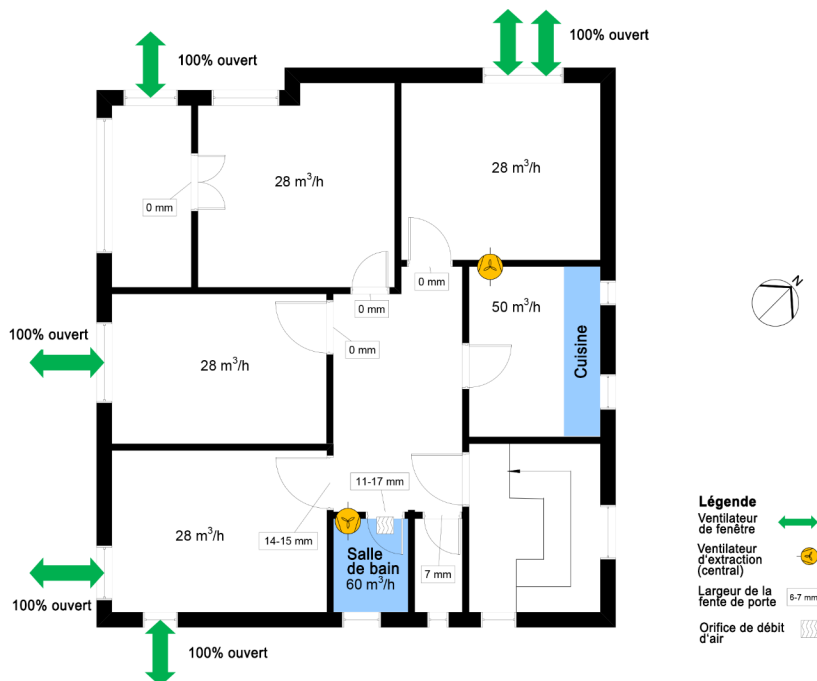 100% ouvert
100% ouvert
28 m³/h
28 m³/h
0 mm
0 mm
0 mm
50 m³/h
N
100% ouvert
0 mm
28 m³/h
Cuisine
11-17 mm
28 m³/h
14-15 mm
Salle
de bain
60 m³/h
7 mm
100% ouvert
100% ouvert
Légende
Ventilateur
de fenêtre
Ventilateur
d'extraction
(central)
Largeur de la
fente de porte
6-7 mm
Orifice de débit
d'air